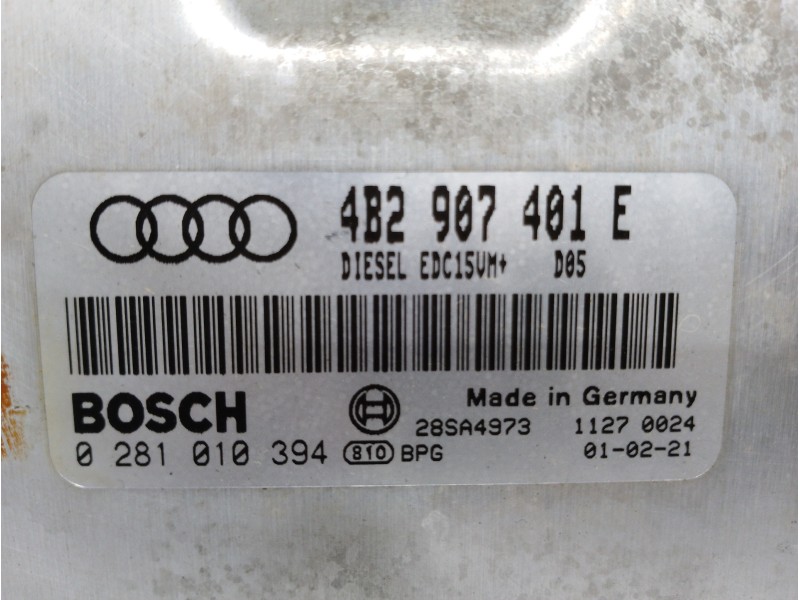 4B2 907 401 E
DIESEL EDC15VM+ D05
BOSCH Made in Germany
28SA4973 1127 0024
0 281 010 394 810 BPG 01-02-21